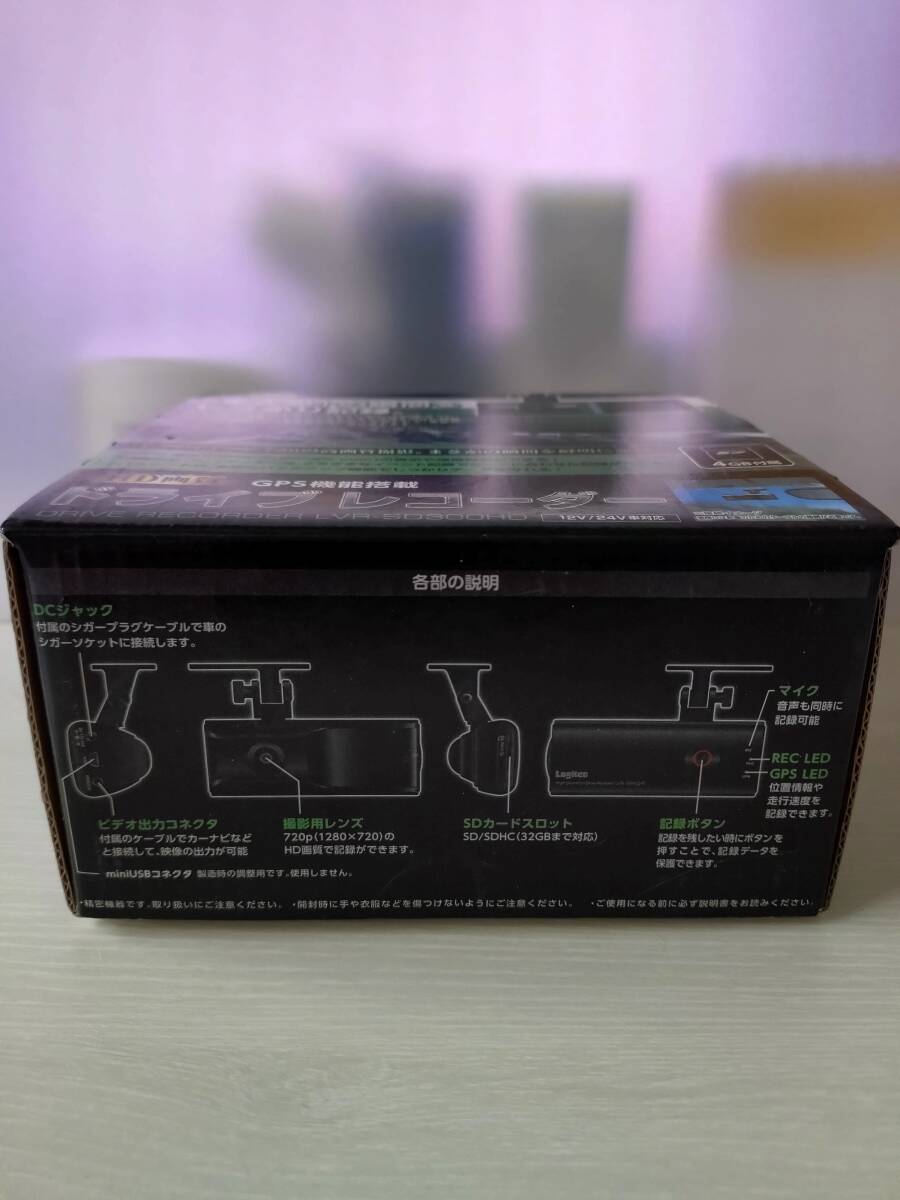 4GB付属
HD画質
GPS機能搭載
ドライブレコーダー
DRIVE RECORDER
12V/24V車対応
各部の説明
DCジャック
付属のシガープラグケーブルで車の
シガーソケットに接続します。
マイク
音声も同時に
記録可能
REC LED
GPS LED
位置情報や
走行速度を
記録できます。
Logitec
ビデオ出力コネクタ
付属のケーブルでカーナビなど
と接続して、映像の出力が可能
miniUSBコネクタ 製造時の調整用です。使用しません。
撮影用レンズ
720p(1280×720)の
HD画質で記録ができます。
SDカードスロット
SD/SDHC(32GBまで対応)
記録ボタン
記録を残したい時にボタンを
押すことで、記録データを
保護できます。
・精密機器です。取り扱いにご注意ください。 ・開封時に手や衣服などを傷つけないようにご注意ください。 ・ご使用になる前に必ず説明書をお読みください。